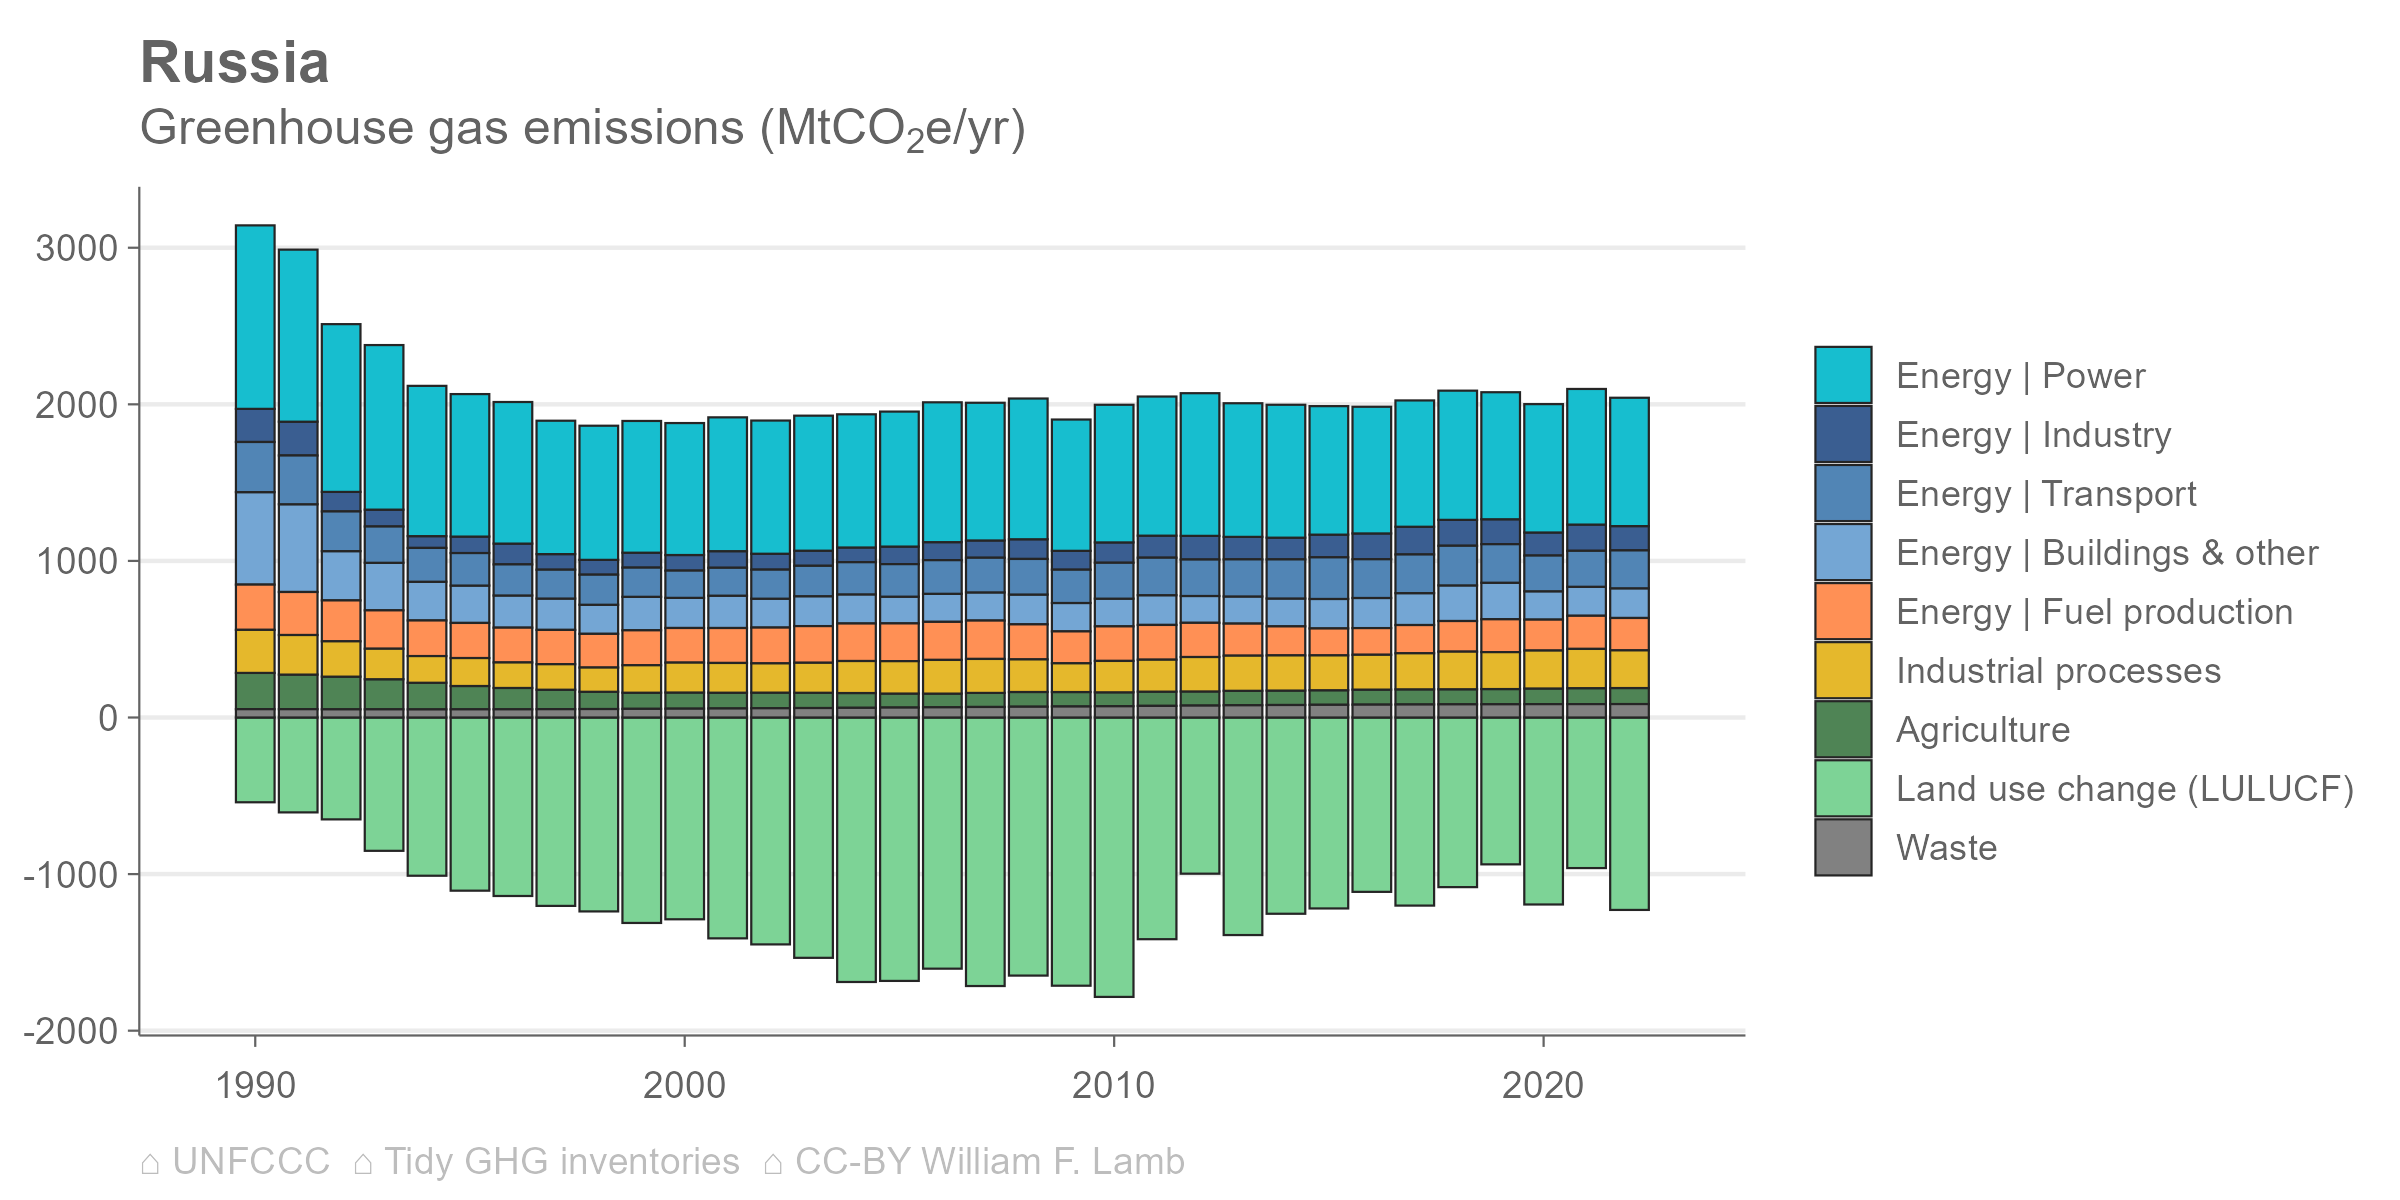 Russia
Greenhouse gas emissions (MtCO₂e/yr)
3000
2000
1000
0
-1000
-2000
1990 2000 2010 2020
Energy | Power
Energy | Industry
Energy | Transport
Energy | Buildings & other
Energy | Fuel production
Industrial processes
Agriculture
Land use change (LULUCF)
Waste
⌂ UNFCCC ⌂ Tidy GHG inventories ⌂ CC-BY William F. Lamb